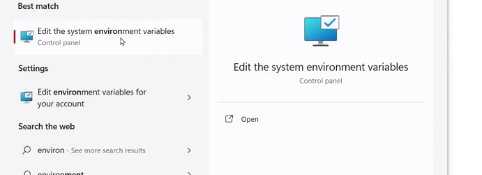 Best match
Edit the system environment variables
Control panel
Settings
Edit environment variables for
your account
Search the web
environ - See more search results
environment
Edit the system environment variables
Control panel
Open